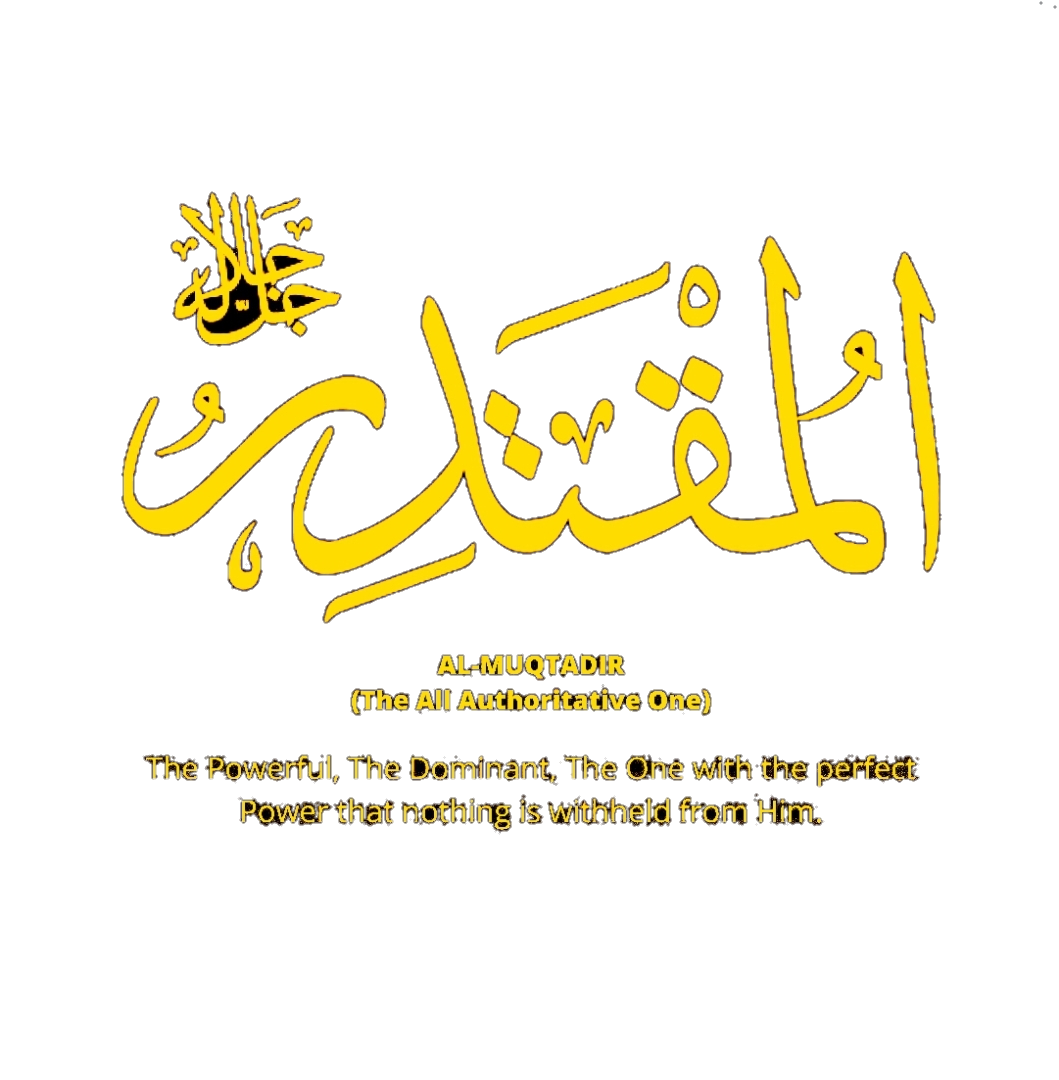 جل جلاله
الْمُقْتَدِرُ
AL-MUQTADIR
(The All Authoritative One)
The Powerful, The Dominant, The One with the perfect
Power that nothing is withheld from Him.